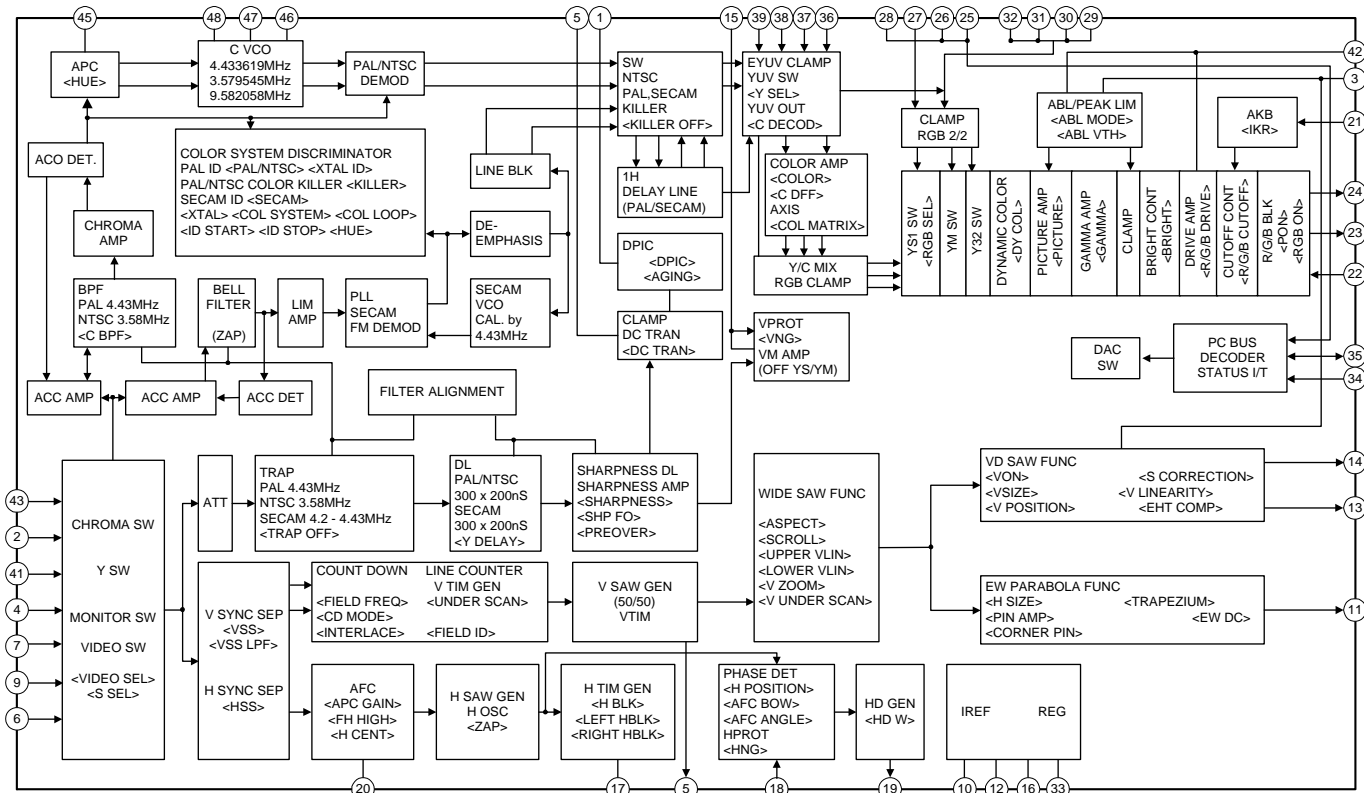 45
48
47
46
5
1
15
39
38
37
36
28
27
26
25
32
31
30
29
42
3
21
24
23
22
35
34
14
13
11
43
2
41
4
7
9
6
20
17
5
18
19
10
12
16
33
APC
<HUE>
C VCO
4.433619MHz
3.579545MHz
9.582058MHz
PAL/NTSC
DEMOD
SW
NTSC
PAL,SECAM
KILLER
<KILLER OFF>
EYUV CLAMP
YUV SW
<Y SEL>
YUV OUT
<C DECOD>
CLAMP
RGB 2/2
ABL/PEAK LIM
<ABL MODE>
<ABL VTH>
AKB
<IKR>
ACO DET.
COLOR SYSTEM DISCRIMINATOR
PAL ID <PAL/NTSC> <XTAL ID>
PAL/NTSC COLOR KILLER <KILLER>
SECAM ID <SECAM>
<XTAL> <COL SYSTEM> <COL LOOP>
<ID START> <ID STOP> <HUE>
LINE BLK
1H
DELAY LINE
(PAL/SECAM)
COLOR AMP
<COLOR>
<C DFF>
AXIS
<COL MATRIX>
YS1 SW
<RGB SEL>
YM SW
Y32 SW
DYNAMIC COLOR
<DY COL>
PICTURE AMP
<PICTURE>
GAMMA AMP
<GAMMA>
CLAMP
BRIGHT CONT
<BRIGHT>
DRIVE AMP
<R/G/B DRIVE>
CUTOFF CONT
<R/G/B CUTOFF>
R/G/B BLK
<PON>
<RGB ON>
CHROMA
AMP
DE-
EMPHASIS
DPIC
<DPIC>
<AGING>
Y/C MIX
RGB CLAMP
BPF
PAL 4.43MHz
NTSC 3.58MHz
<C BPF>
BELL
FILTER
(ZAP)
LIM
AMP
PLL
SECAM
FM DEMOD
SECAM
VCO
CAL. by
4.43MHz
CLAMP
DC TRAN
<DC TRAN>
VPROT
<VNG>
VM AMP
(OFF YS/YM)
DAC
SW
PC BUS
DECODER
STATUS I/T
ACC AMP
ACC AMP
ACC DET
FILTER ALIGNMENT
CHROMA SW
Y SW
MONITOR SW
VIDEO SW
<VIDEO SEL>
<S SEL>
ATT
TRAP
PAL 4.43MHz
NTSC 3.58MHz
SECAM 4.2 - 4.43MHz
<TRAP OFF>
DL
PAL/NTSC
300 x 200nS
SECAM
300 x 200nS
<Y DELAY>
SHARPNESS DL
SHARPNESS AMP
<SHARPNESS>
<SHP FO>
<PREOVER>
WIDE SAW FUNC
<ASPECT>
<SCROLL>
<UPPER VLIN>
<LOWER VLIN>
<V ZOOM>
<V UNDER SCAN>
VD SAW FUNC
<VON> <S CORRECTION>
<VSIZE> <V LINEARITY>
<V POSITION> <EHT COMP>
V SYNC SEP
<VSS>
<VSS LPF>
H SYNC SEP
<HSS>
COUNT DOWN LINE COUNTER
V TIM GEN
<FIELD FREQ> <UNDER SCAN>
<CD MODE>
<INTERLACE> <FIELD ID>
V SAW GEN
(50/50)
VTIM
EW PARABOLA FUNC
<H SIZE> <TRAPEZIUM>
<PIN AMP> <EW DC>
<CORNER PIN>
AFC
<APC GAIN>
<FH HIGH>
<H CENT>
H SAW GEN
H OSC
<ZAP>
H TIM GEN
<H BLK>
<LEFT HBLK>
<RIGHT HBLK>
PHASE DET
<H POSITION>
<AFC BOW>
<AFC ANGLE>
HPROT
<HNG>
HD GEN
<HD W>
IREF REG